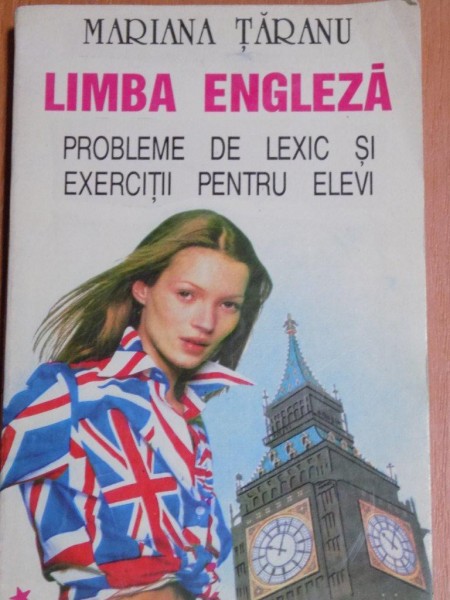 MARIANA ȚĂRANU
LIMBA ENGLEZĂ
PROBLEME DE LEXIC ȘI
EXERCIȚII PENTRU ELEVI